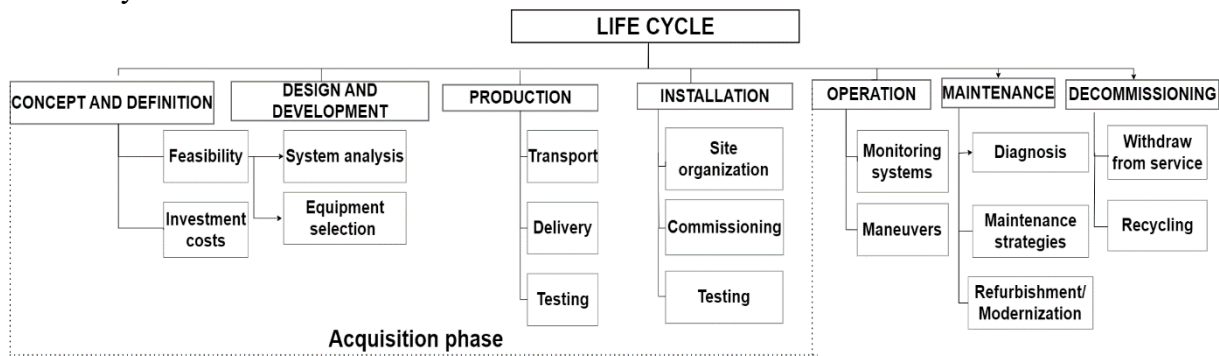 LIFE CYCLE
CONCEPT AND DEFINITION
DESIGN AND
DEVELOPMENT
PRODUCTION
INSTALLATION
OPERATION
MAINTENANCE
DECOMMISSIONING
Feasibility
Investment
costs
System analysis
Equipment
selection
Transport
Delivery
Testing
Site
organization
Commissioning
Testing
Monitoring
systems
Maneuvers
Diagnosis
Maintenance
strategies
Refurbishment/
Modernization
Withdraw
from service
Recycling
Acquisition phase